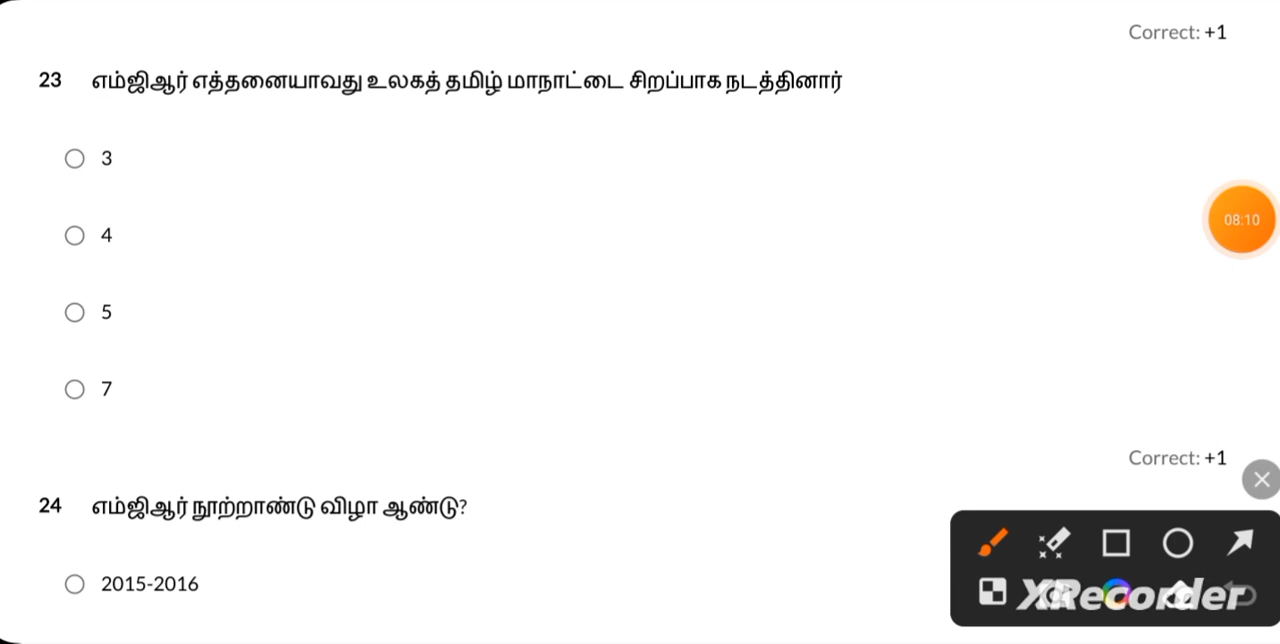 Correct: +1
23 எம்ஜிஆர் எத்தனையாவது உலகத் தமிழ் மாநாட்டை சிறப்பாக நடத்தினார்
3
08:10
4
5
7
Correct: +1
24 எம்ஜிஆர் நூற்றாண்டு விழா ஆண்டு?
2015-2016
XRecorder